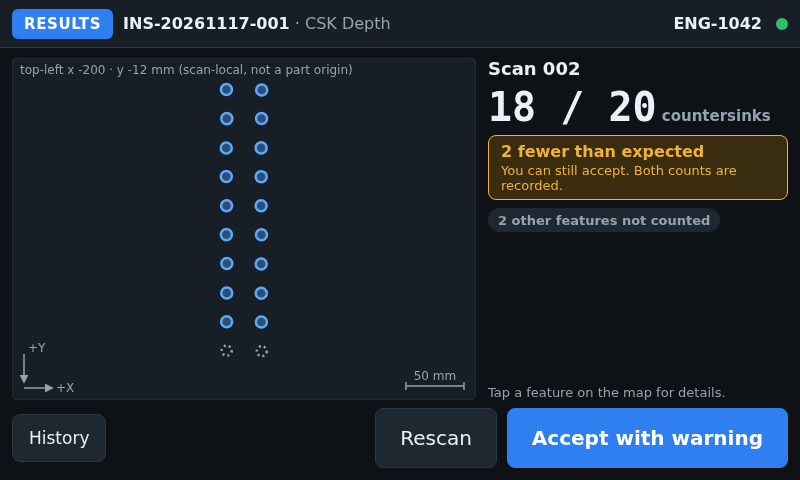 RESULTS INS-20261117-001 · CSK Depth ENG-1042
top-left x -200 · y -12 mm (scan-local, not a part origin)
+Y
+X
50 mm
Scan 002
18 / 20 countersinks
2 fewer than expected
You can still accept. Both counts are
recorded.
2 other features not counted
Tap a feature on the map for details.
History
Rescan
Accept with warning